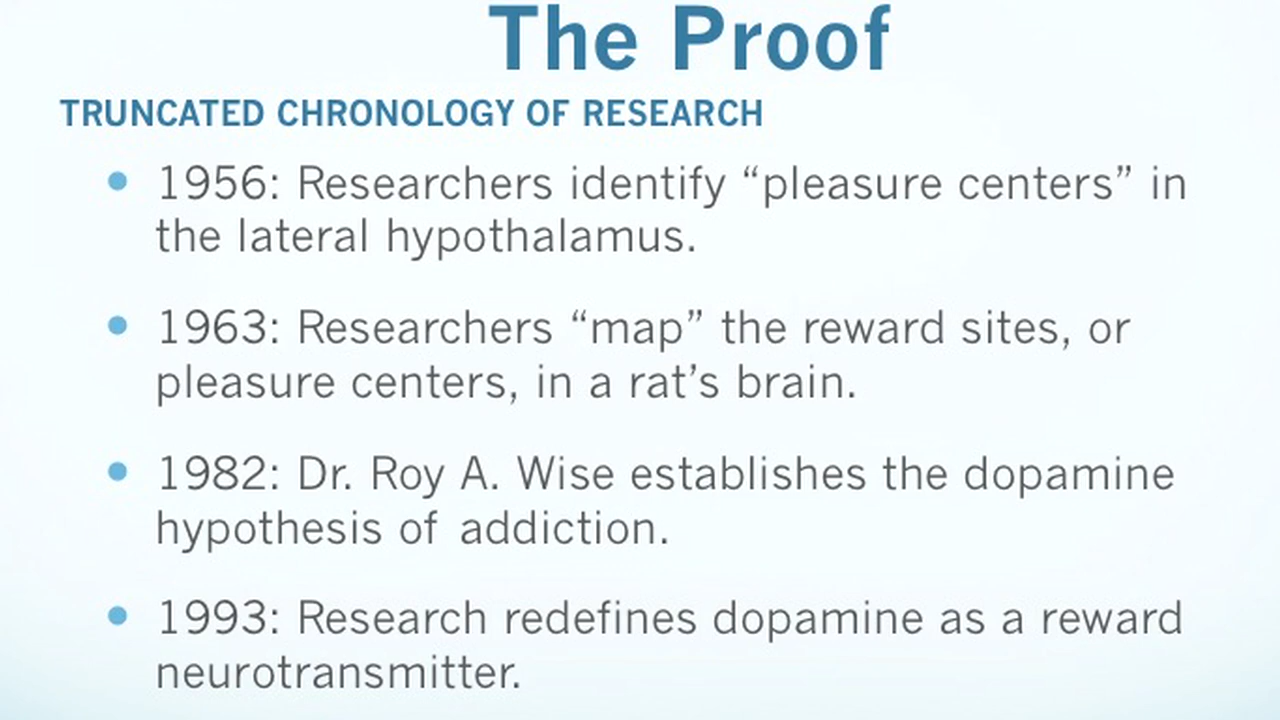 The Proof
TRUNCATED CHRONOLOGY OF RESEARCH
• 1956: Researchers identify “pleasure centers” in
the lateral hypothalamus.
• 1963: Researchers “map” the reward sites, or
pleasure centers, in a rat’s brain.
• 1982: Dr. Roy A. Wise establishes the dopamine
hypothesis of addiction.
• 1993: Research redefines dopamine as a reward
neurotransmitter.